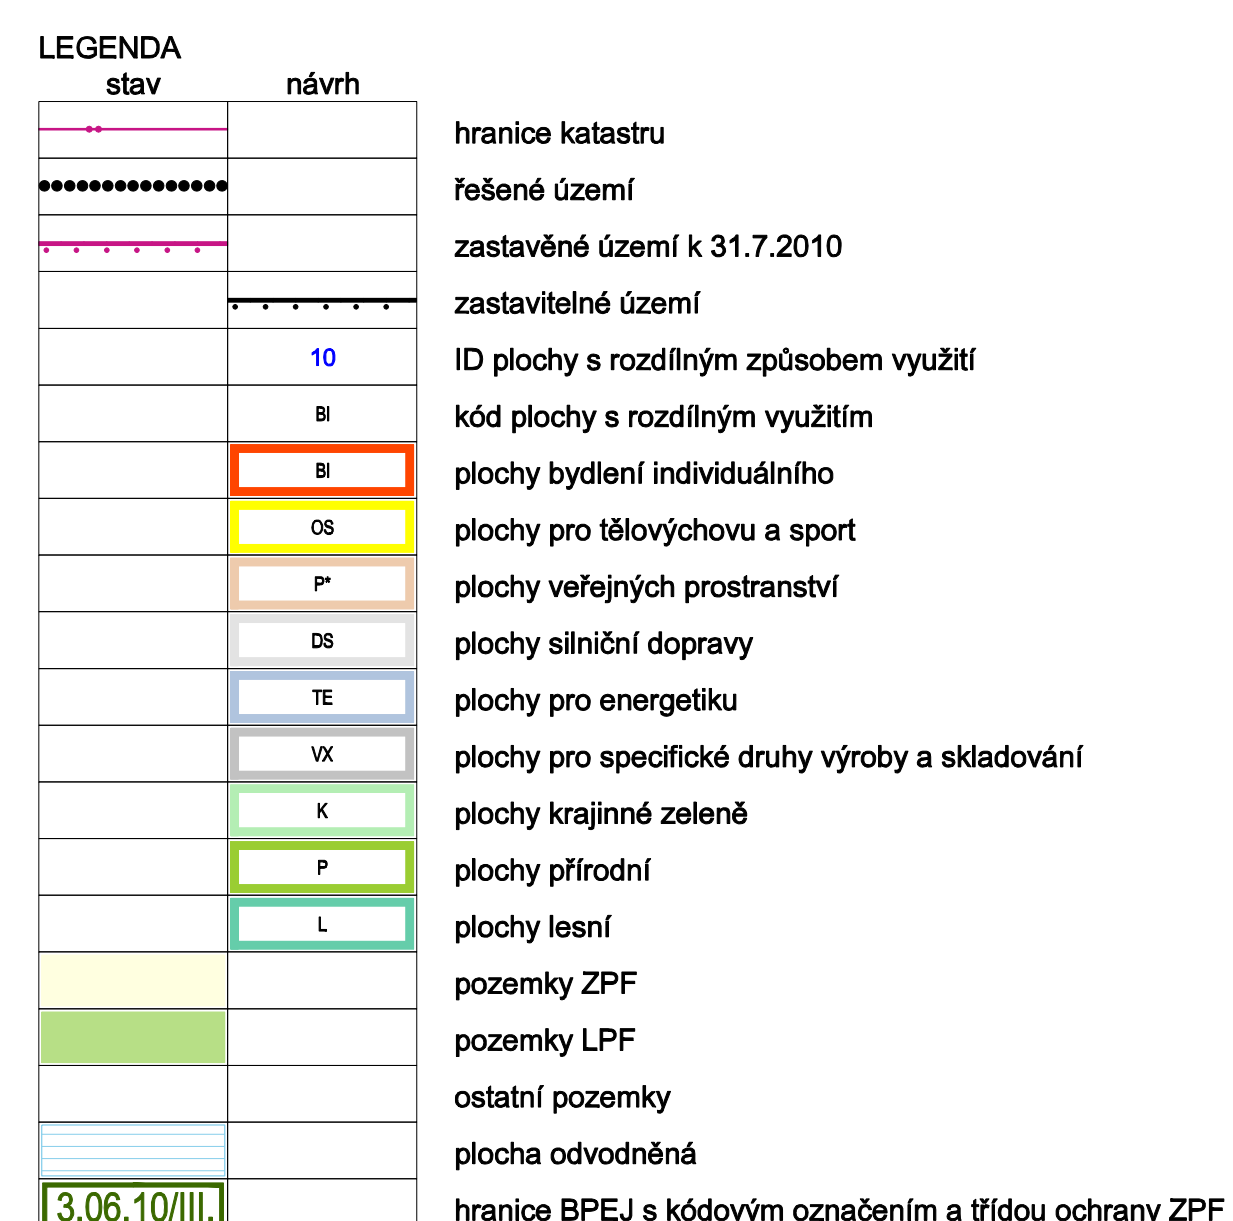 LEGENDA
stav návrh
hranice katastru
řešené území
zastavěné území k 31.7.2010
zastavitelné území
10 ID plochy s rozdílným způsobem využití
BI kód plochy s rozdílným využitím
BI plochy bydlení individuálního
OS plochy pro tělovýchovu a sport
P* plochy veřejných prostranství
DS plochy silniční dopravy
TE plochy pro energetiku
VX plochy pro specifické druhy výroby a skladování
K plochy krajinné zeleně
P plochy přírodní
L plochy lesní
pozemky ZPF
pozemky LPF
ostatní pozemky
plocha odvodněná
3.06.10/III. hranice BPEJ s kódovým označením a třídou ochrany ZPF